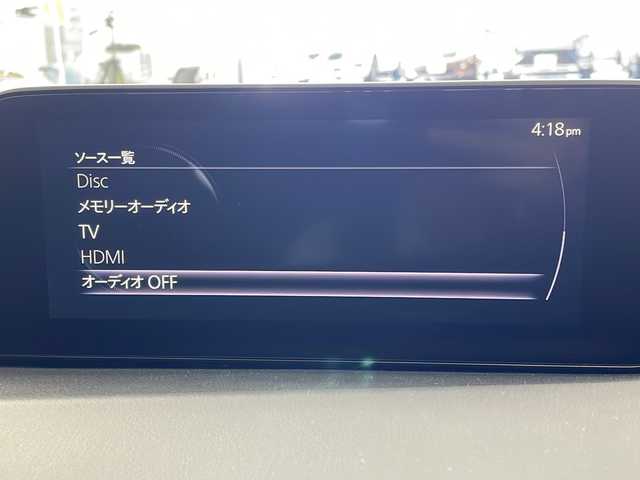 4:18pm
ソース一覧
Disc
メモリーオーディオ
TV
HDMI
オーディオ OFF